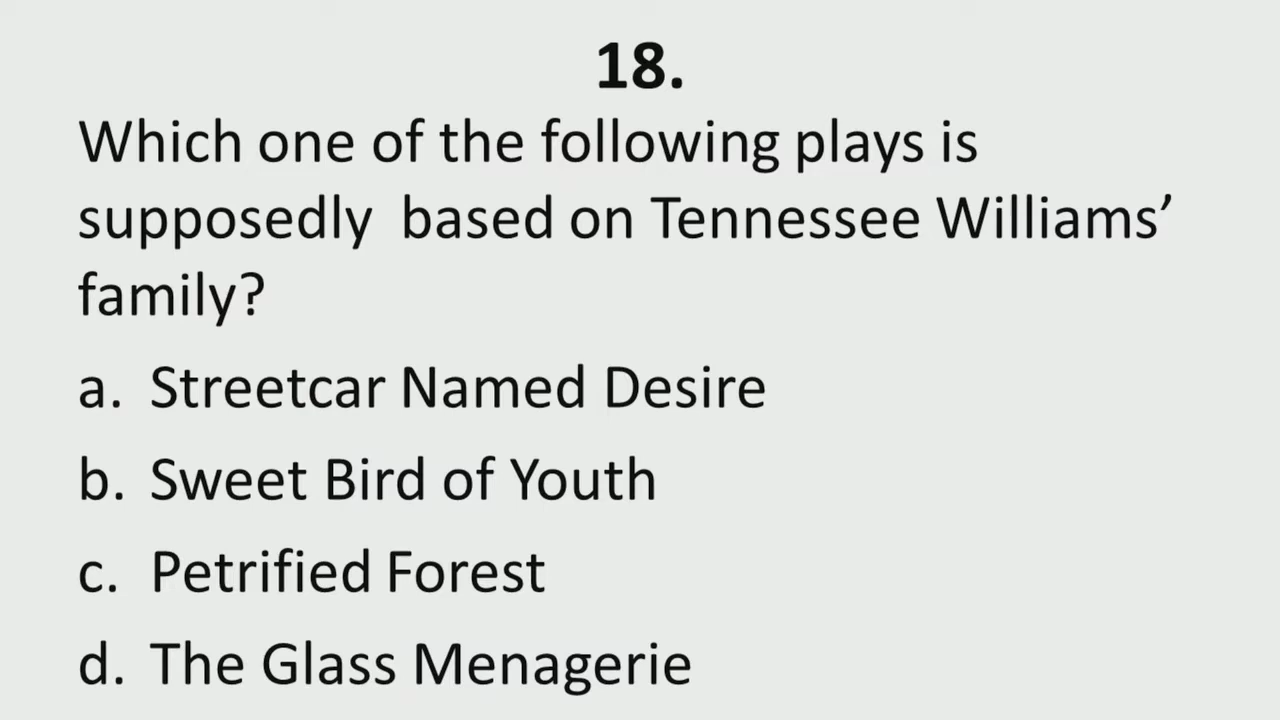 18.
Which one of the following plays is
supposedly  based on Tennessee Williams’
family?
a. Streetcar Named Desire
b. Sweet Bird of Youth
c. Petrified Forest
d. The Glass Menagerie